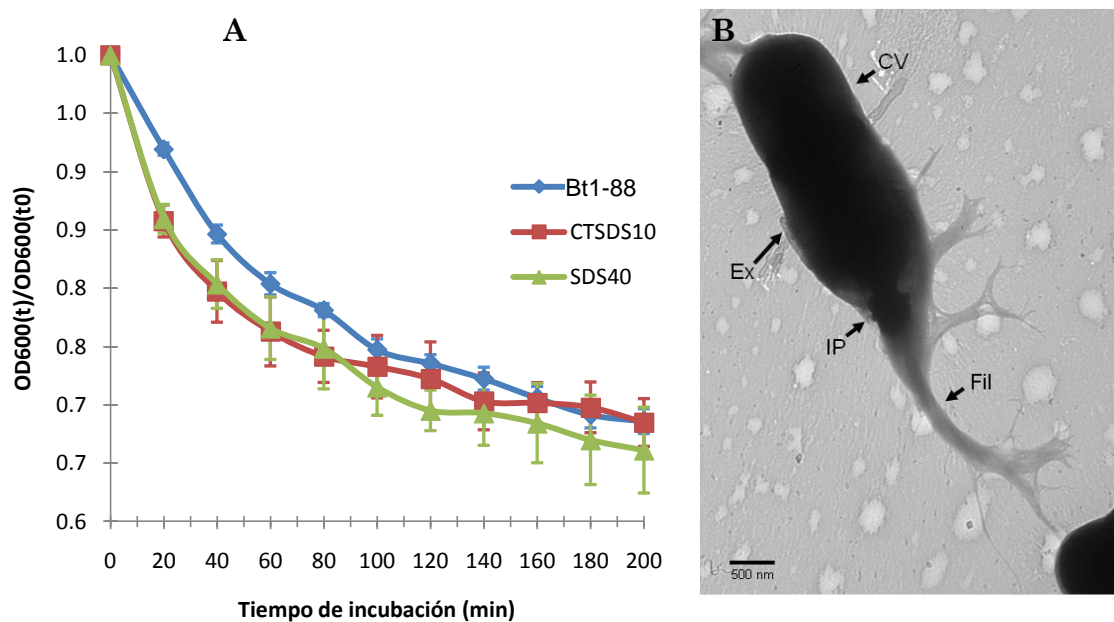 A
OD600(t)/OD600(t0)
1.0
1.0
0.9
0.9
0.8
0.8
0.7
0.7
0.6
0 20 40 60 80 100 120 140 160 180 200
Tiempo de incubación (min)
Bt1-88
CTSDS10
SDS40
B
CV
Ex
IP
Fil
500 nm